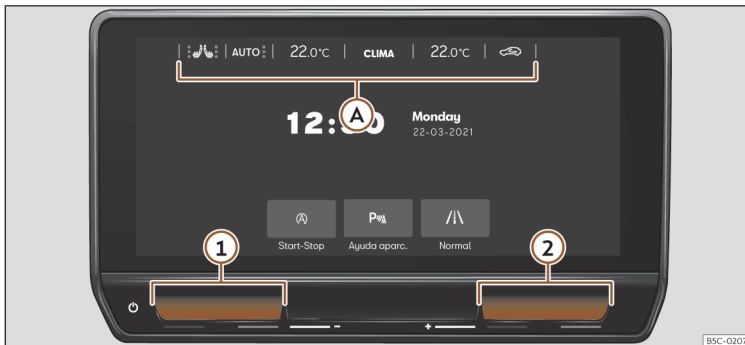 AUTO 22.0°C CLIMA 22.0°C
A
Monday
22-03-2021
P
Start-Stop Ayuda aparc. Normal
1 2
- +
B5C-0207